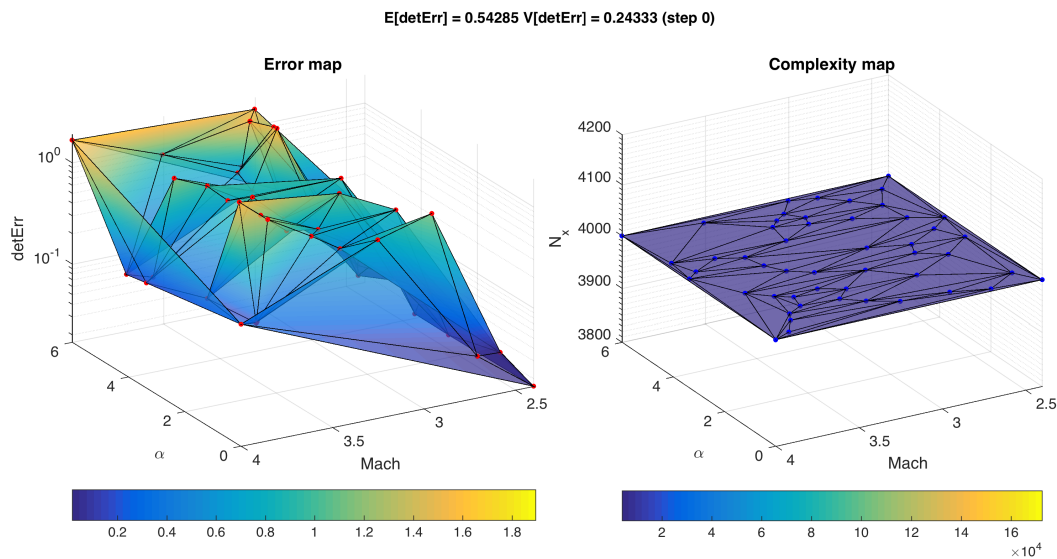 E[detErr] = 0.54285 V[detErr] = 0.24333 (step 0)
Error map
detErr
10^0
10^-1
6
4
2
0
α
4
3.5
3
2.5
Mach
0.2 0.4 0.6 0.8 1 1.2 1.4 1.6 1.8
Complexity map
N_x
4200
4100
4000
3900
3800
6
4
2
0
α
4
3.5
3
2.5
Mach
2 4 6 8 10 12 14 16
×10^4